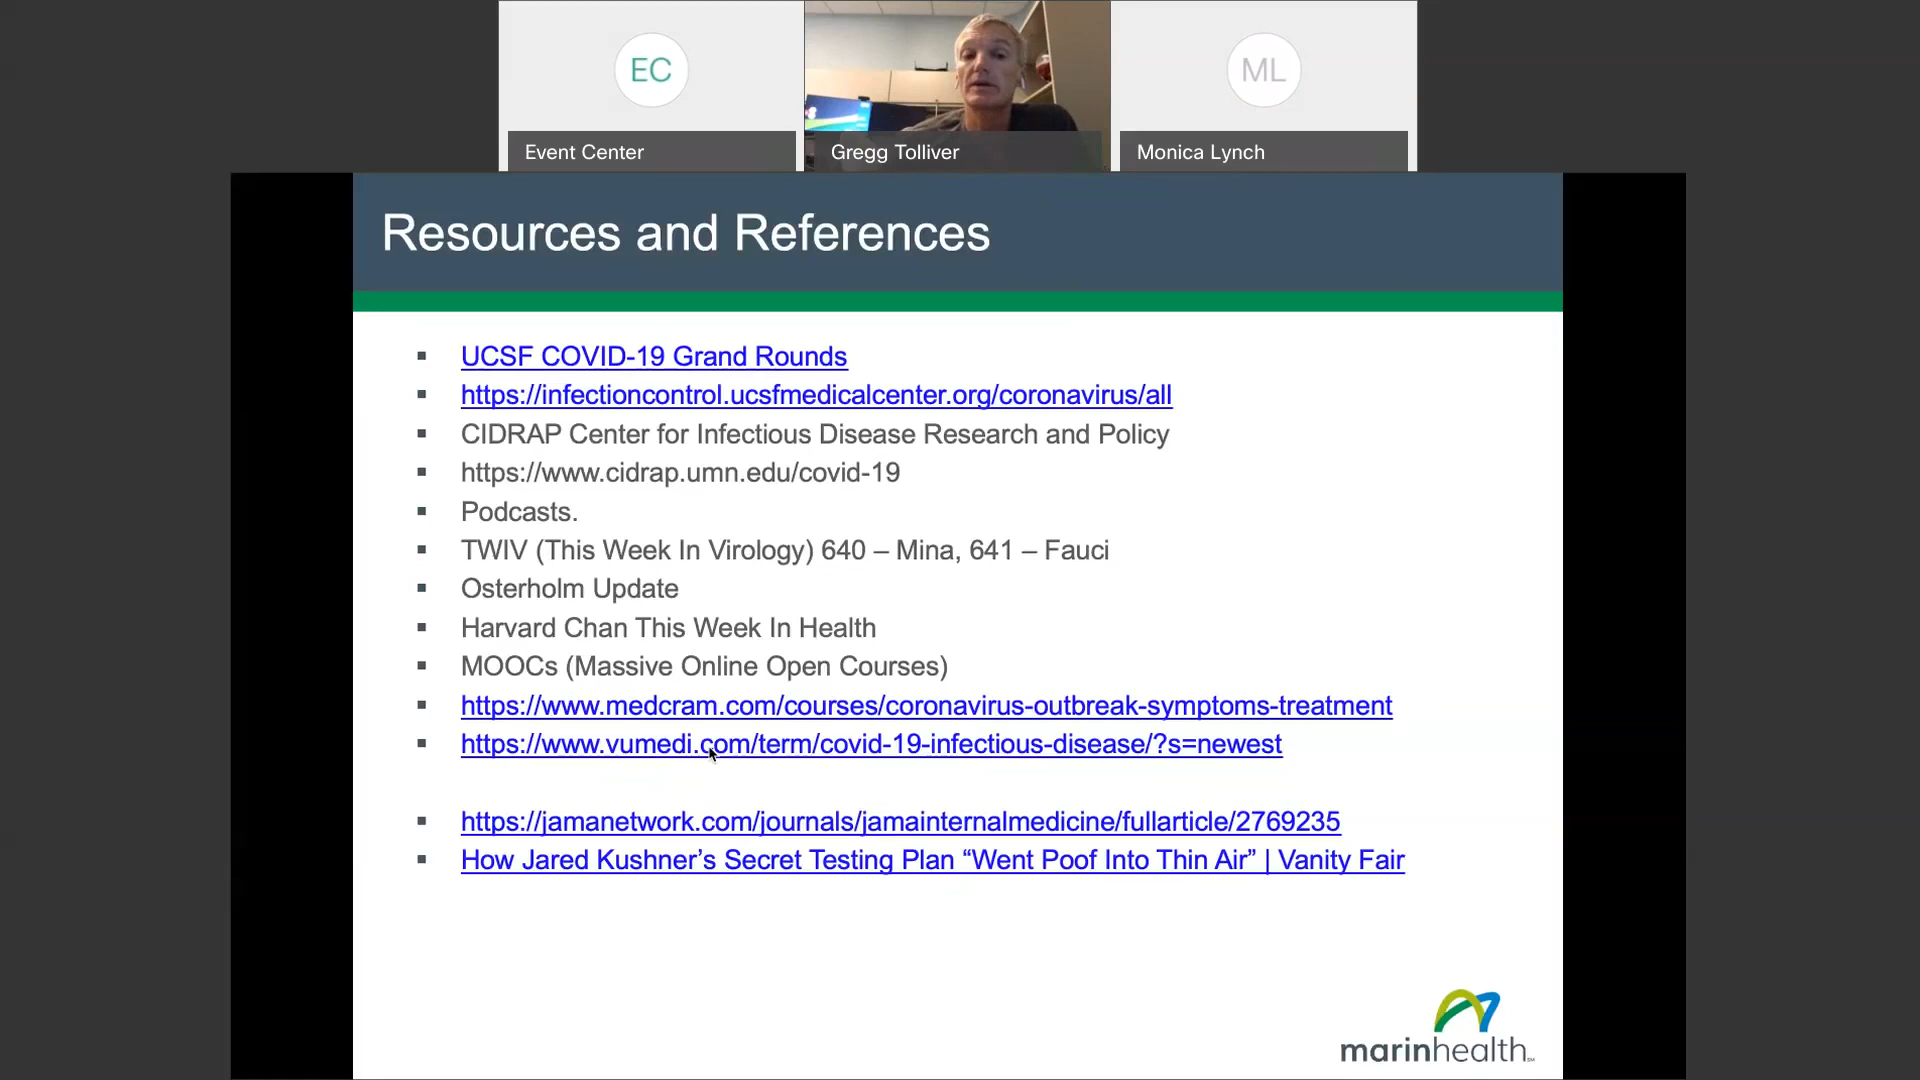 EC
ML
Event Center
Gregg Tolliver
Monica Lynch
Resources and References
UCSF COVID-19 Grand Rounds
https://infectioncontrol.ucsfmedicalcenter.org/coronavirus/all
CIDRAP Center for Infectious Disease Research and Policy
https://www.cidrap.umn.edu/covid-19
Podcasts.
TWIV (This Week In Virology) 640 – Mina, 641 – Fauci
Osterholm Update
Harvard Chan This Week In Health
MOOCs (Massive Online Open Courses)
https://www.medcram.com/courses/coronavirus-outbreak-symptoms-treatment
https://www.vumedi.com/term/covid-19-infectious-disease/?s=newest
https://jamanetwork.com/journals/jamainternalmedicine/fullarticle/2769235
How Jared Kushner’s Secret Testing Plan “Went Poof Into Thin Air” | Vanity Fair
marinhealth